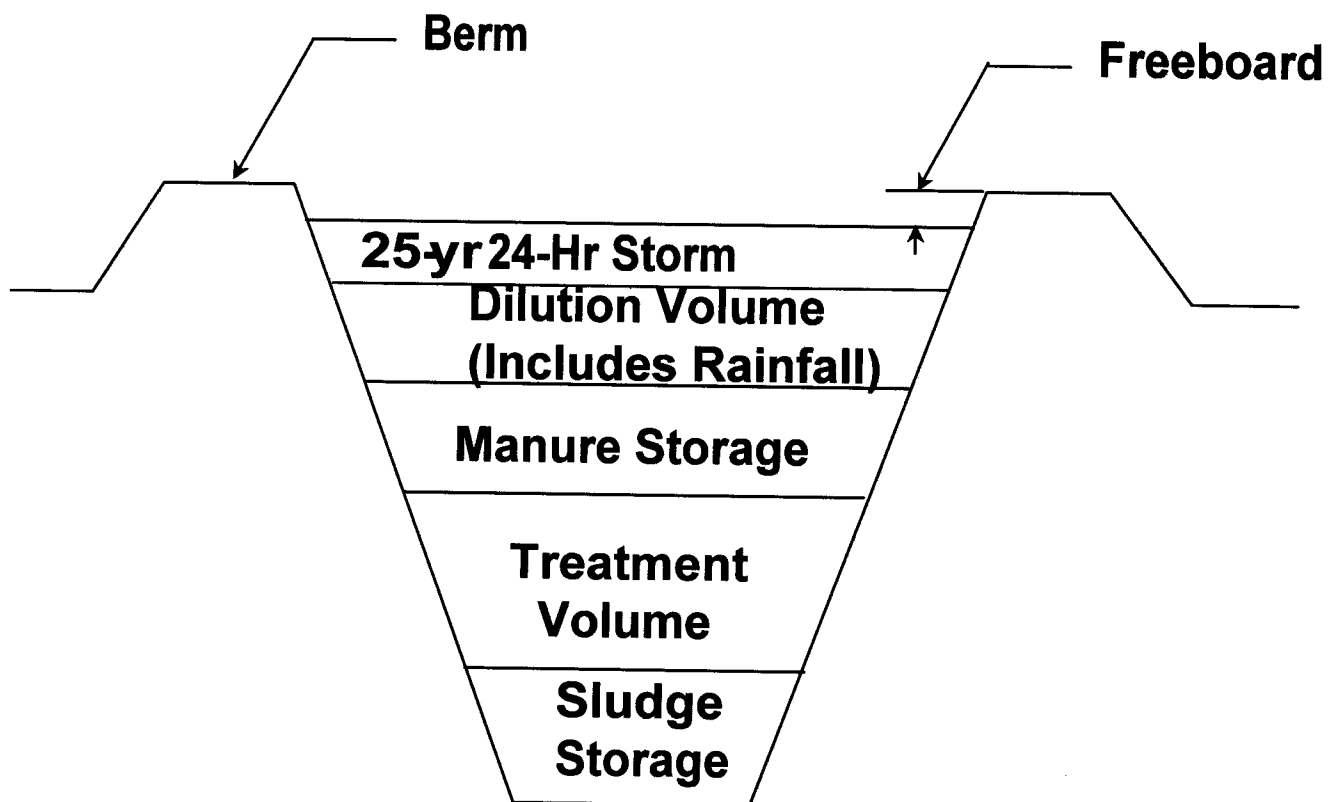 Berm
Freeboard
25-yr 24-Hr Storm
Dilution Volume
(Includes Rainfall)
Manure Storage
Treatment
Volume
Sludge
Storage